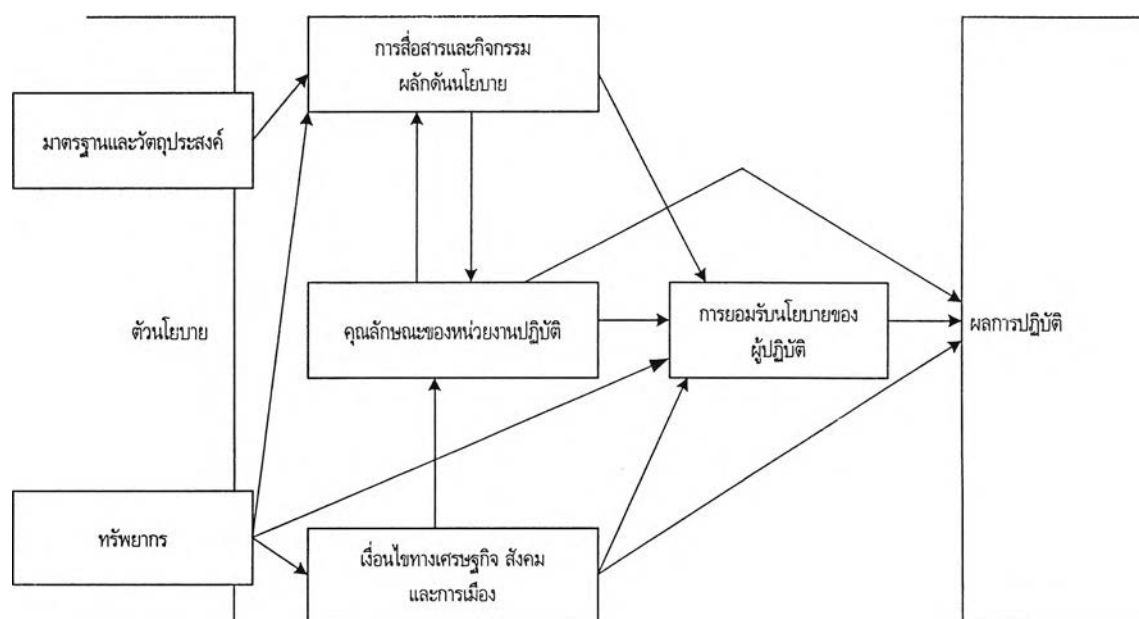 การสื่อสารและกิจกรรม
ผลักดันนโยบาย
มาตรฐานและวัตถุประสงค์
ตัวนโยบาย
คุณลักษณะของหน่วยงานปฏิบัติ
การยอมรับนโยบายของ
ผู้ปฏิบัติ
ผลการปฏิบัติ
ทรัพยากร
เงื่อนไขทางเศรษฐกิจ สังคม
และการเมือง